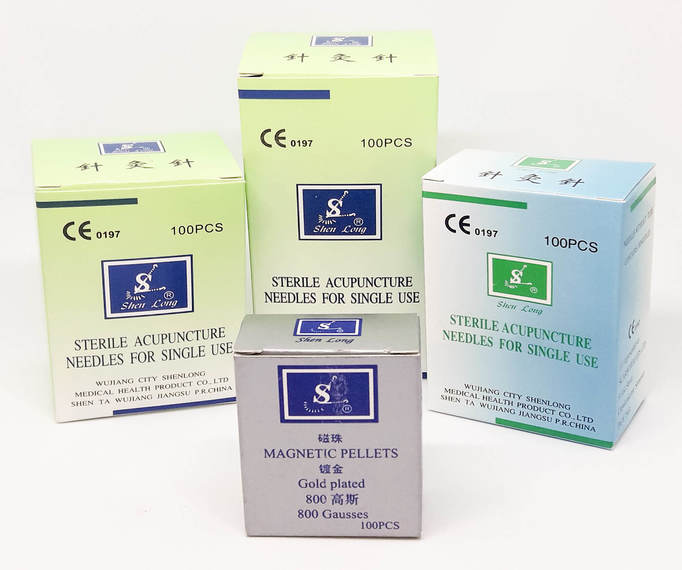 针灸针
CE 0197
100PCS
S
Shen Long ®
STERILE ACUPUNCTURE
NEEDLES FOR SINGLE USE
针灸针
CE 0197
100PCS
S
Shen Long ®
STERILE ACUPUNCTURE
NEEDLES FOR SINGLE USE
WUJIANG CITY SHENLONG
MEDICAL HEALTH PRODUCT CO.,LTD
SHEN TA WUJIANG JIANGSU P.R.CHINA
针灸针
CE 0197
100PCS
S
Shen Long ®
STERILE ACUPUNCTURE
NEEDLES FOR SINGLE USE
WUJIANG CITY SHENLONG
MEDICAL HEALTH PRODUCT CO.,LTD
SHEN TA WUJIANG JIANGSU P.R.CHINA
Shen Long
S
®
磁珠
MAGNETIC PELLETS
镀金
Gold plated
800 高斯
800 Gausses
100PCS